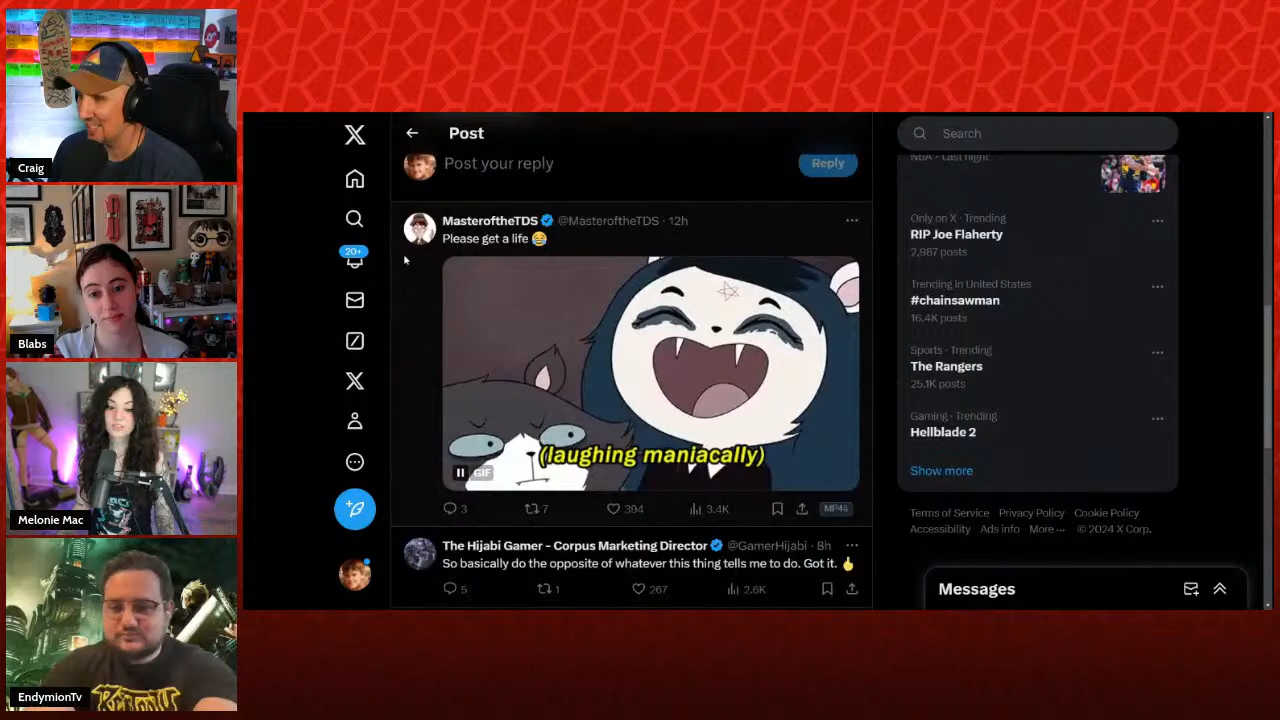 Craig
Blabs
Melonie Mac
EndymionTv
20+
Post
Post your reply
Reply
MasteroftheTDS @MasteroftheTDS · 12h
Please get a life
(laughing maniacally)
GIF
3 7 394 3.4K MP46
The Hijabi Gamer - Corpus Marketing Director @GamerHijabi · 8h
So basically do the opposite of whatever this thing tells me to do. Got it.
5 1 267 2.6K
Search
NBA · Last night
Only on X · Trending
RIP Joe Flaherty
2,987 posts
Trending in United States
#chainsawman
16.4K posts
Sports · Trending
The Rangers
25.1K posts
Gaming · Trending
Hellblade 2
Show more
Terms of Service Privacy Policy Cookie Policy
Accessibility Ads info More ··· © 2024 X Corp.
Messages